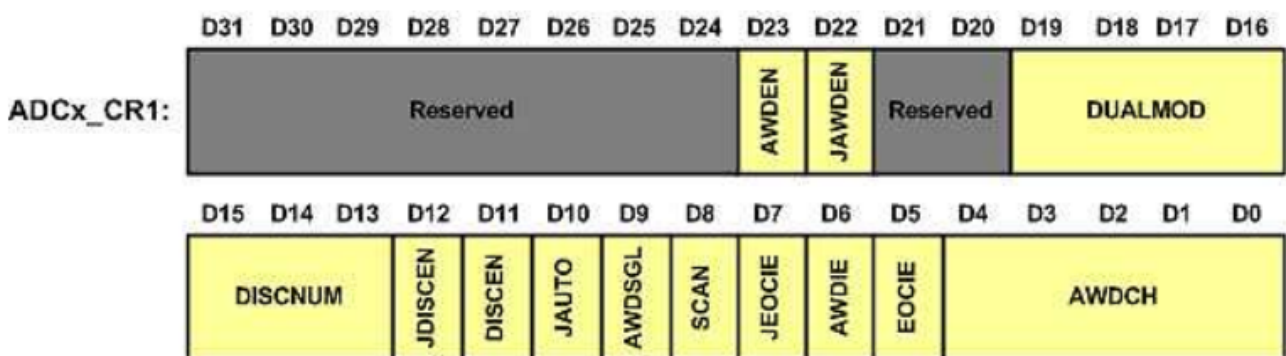 D31 D30 D29 D28 D27 D26 D25 D24 D23 D22 D21 D20 D19 D18 D17 D16
ADCx_CR1: Reserved AWDEN JAWDEN Reserved DUALMOD
D15 D14 D13 D12 D11 D10 D9 D8 D7 D6 D5 D4 D3 D2 D1 D0
DISCNUM JDISCEN DISCEN JAUTO AWDSGL SCAN JEOCIE AWDIE EOCIE AWDCH